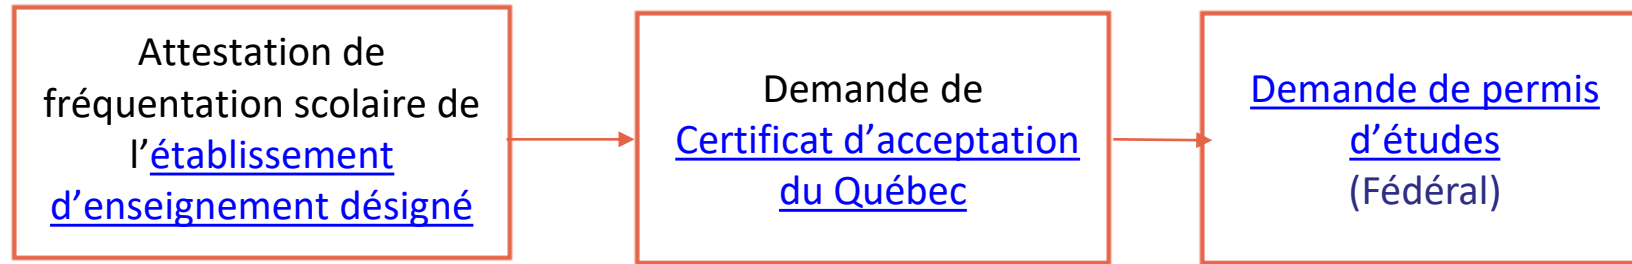 Attestation de
fréquentation scolaire de
l’établissement
d’enseignement désigné
Demande de
Certificat d’acceptation
du Québec
Demande de permis
d’études
(Fédéral)